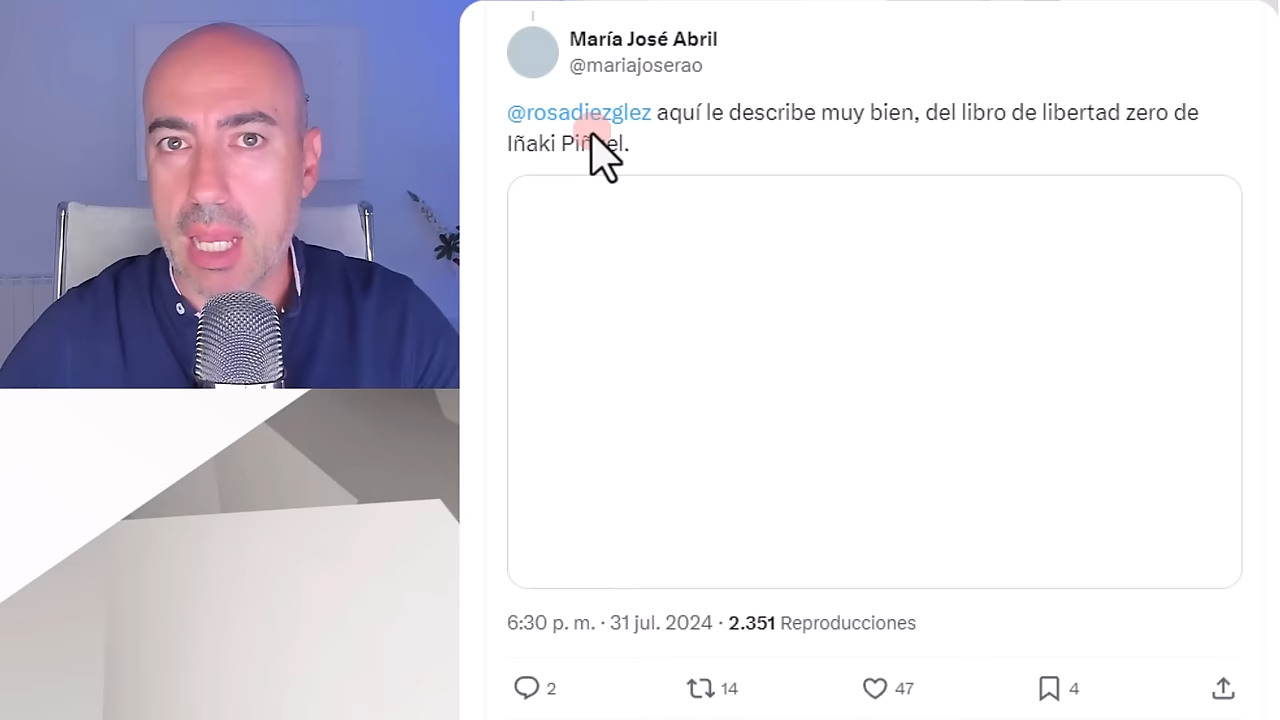 María José Abril
@mariajoserao
@rosadiezglez aquí le describe muy bien, del libro de libertad zero de
Iñaki
6:30 p. m. · 31 jul. 2024 · 2.351 Reproducciones
2 14 47 4